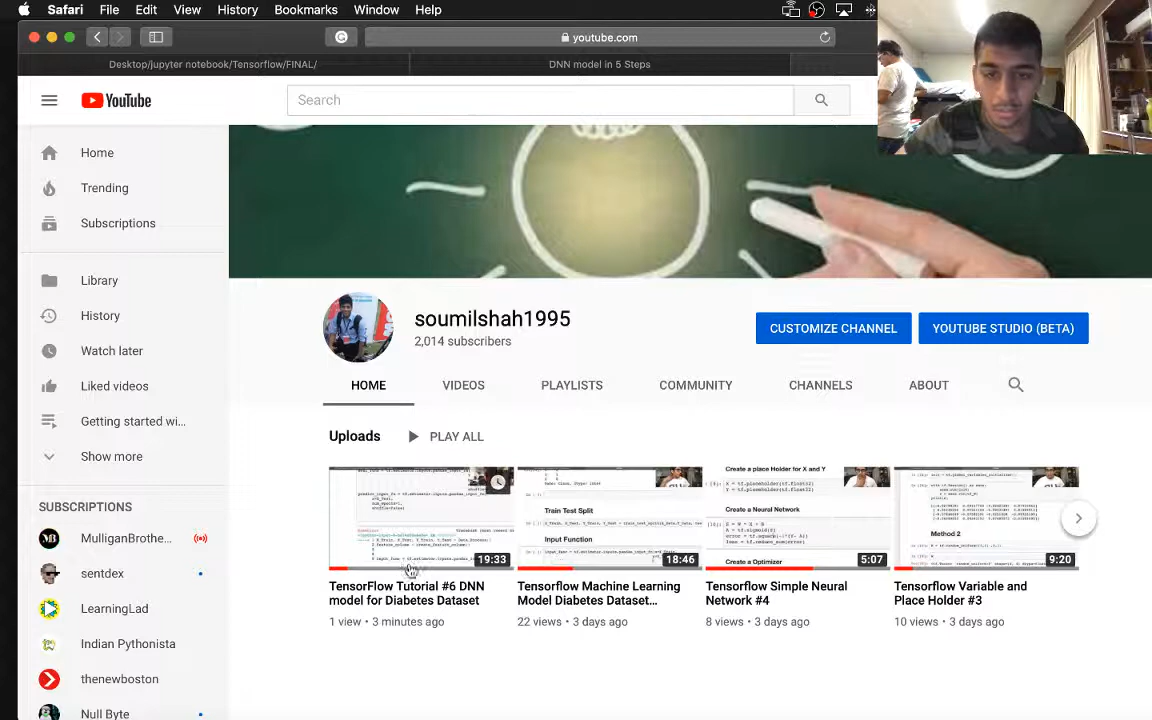 Safari File Edit View History Bookmarks Window Help
youtube.com
Desktop/jupyter notebook/Tensorflow/FINAL/ DNN model in 5 Steps
YouTube
Search
Home
Trending
Subscriptions
Library
History
Watch later
Liked videos
Getting started wi...
Show more
SUBSCRIPTIONS
MulliganBrothe...
sentdex
LearningLad
Indian Pythonista
thenewboston
Null Byte
soumilshah1995
2,014 subscribers
CUSTOMIZE CHANNEL YOUTUBE STUDIO (BETA)
HOME VIDEOS PLAYLISTS COMMUNITY CHANNELS ABOUT
Uploads PLAY ALL
19:33
Train Test Split
Input Function
18:46
Create a place Holder for X and Y
Create a Neural Network
Create a Optimizer
5:07
Method 2
9:20
TensorFlow Tutorial #6 DNN
model for Diabetes Dataset
1 view • 3 minutes ago
Tensorflow Machine Learning
Model Diabetes Dataset...
22 views • 3 days ago
Tensorflow Simple Neural
Network #4
8 views • 3 days ago
Tensorflow Variable and
Place Holder #3
10 views • 3 days ago